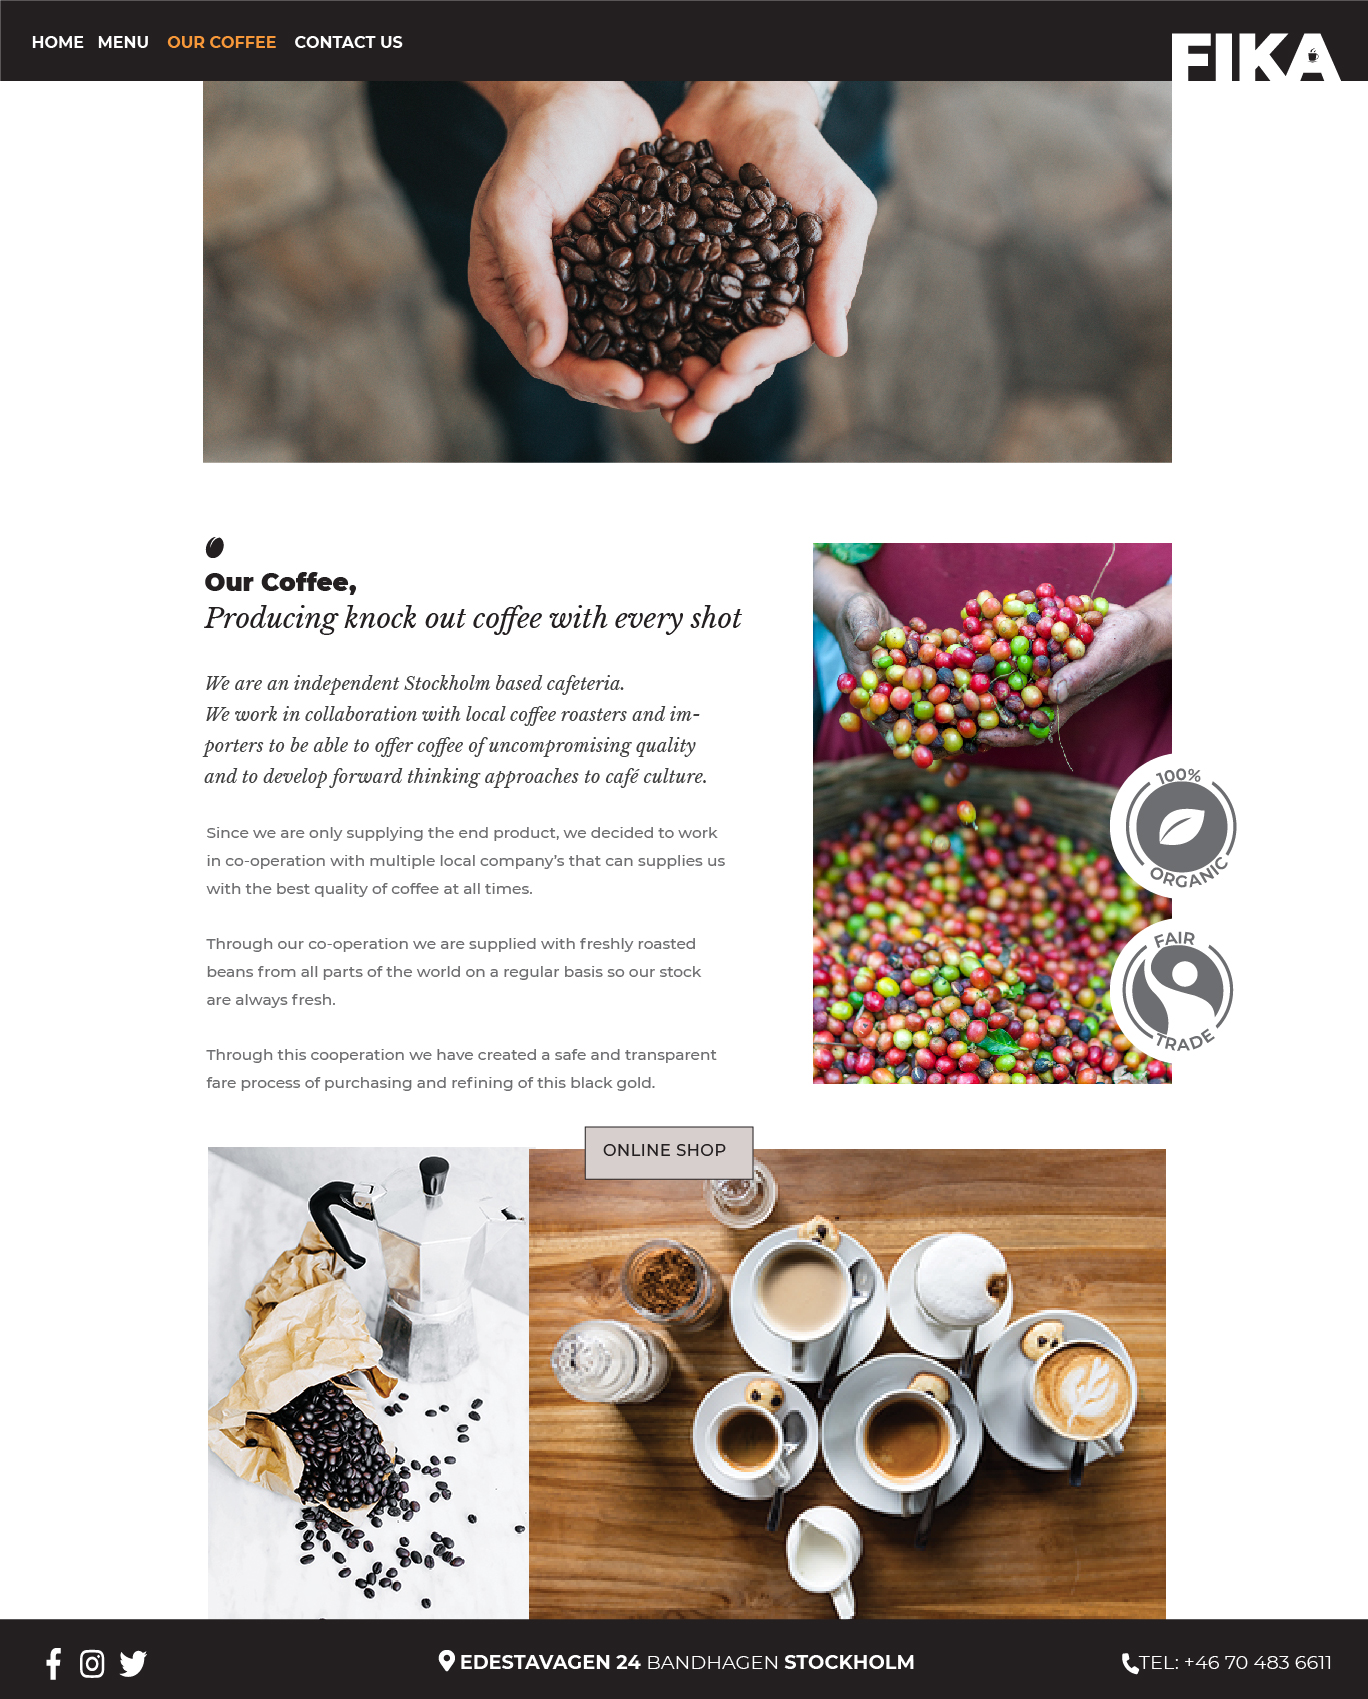 HOME MENU OUR COFFEE CONTACT US
FIKA
Our Coffee,
Producing knock out coffee with every shot
We are an independent Stockholm based cafeteria.
We work in collaboration with local coffee roasters and im-
porters to be able to offer coffee of uncompromising quality
and to develop forward thinking approaches to café culture.
Since we are only supplying the end product, we decided to work
in co-operation with multiple local company's that can supplies us
with the best quality of coffee at all times.
Through our co-operation we are supplied with freshly roasted
beans from all parts of the world on a regular basis so our stock
are always fresh.
Through this cooperation we have created a safe and transparent
fare process of purchasing and refining of this black gold.
100%
ORGANIC
FAIR
TRADE
ONLINE SHOP
EDESTAVAGEN 24 BANDHAGEN STOCKHOLM
TEL: +46 70 483 6611